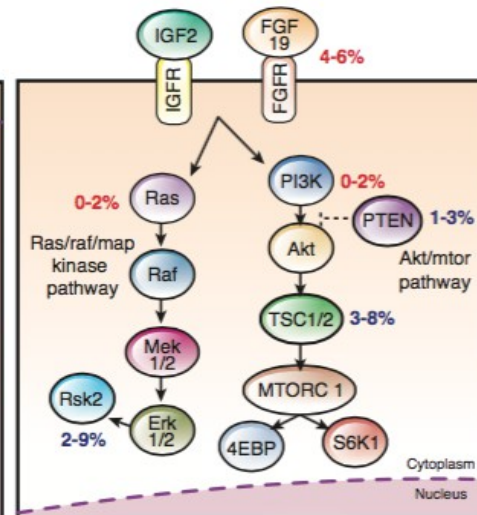 IGF2
FGF
19
4-6%
IGFR
FGFR
Ras
0-2%
PI3K
0-2%
PTEN
1-3%
Ras/raf/map
kinase
pathway
Raf
Akt
Akt/mtor
pathway
TSC1/2
3-8%
Mek
1/2
MTORC 1
Rsk2
2-9%
Erk
1/2
4EBP
S6K1
Cytoplasm
Nucleus